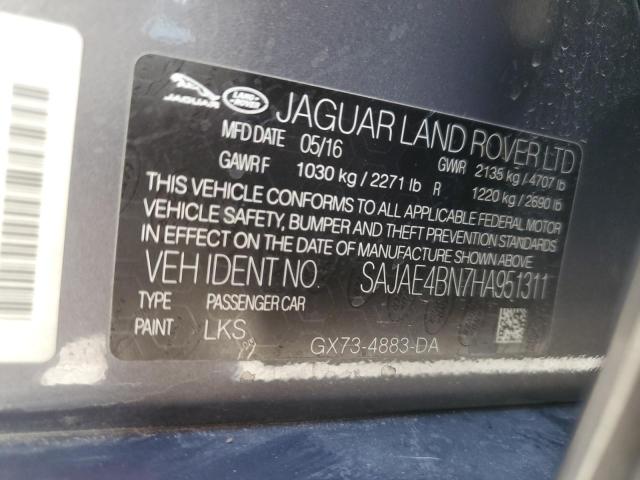 JAGUAR
LAND ROVER
JAGUAR LAND ROVER LTD
MFD DATE 05/16 GWR 2135 kg / 4707 lb
GAWR F 1030 kg / 2271 lb R 1220 kg / 2690 lb
THIS VEHICLE CONFORMS TO ALL APPLICABLE FEDERAL MOTOR
VEHICLE SAFETY, BUMPER AND THEFT PREVENTION STANDARDS
IN EFFECT ON THE DATE OF MANUFACTURE SHOWN ABOVE.
VEH IDENT NO. SAJAE4BN7HA951311
TYPE PASSENGER CAR
PAINT LKS
GX73-4883-DA